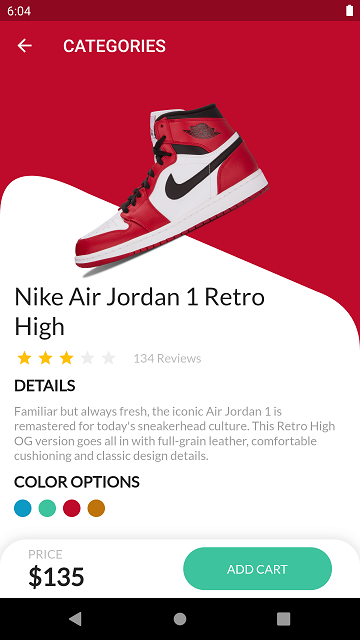 6:04
CATEGORIES
Nike Air Jordan 1 Retro
High
134 Reviews
DETAILS
Familiar but always fresh, the iconic Air Jordan 1 is
remastered for today's sneakerhead culture. This Retro High
OG version goes all in with full-grain leather, comfortable
cushioning and classic design details.
COLOR OPTIONS
PRICE
$135
ADD CART